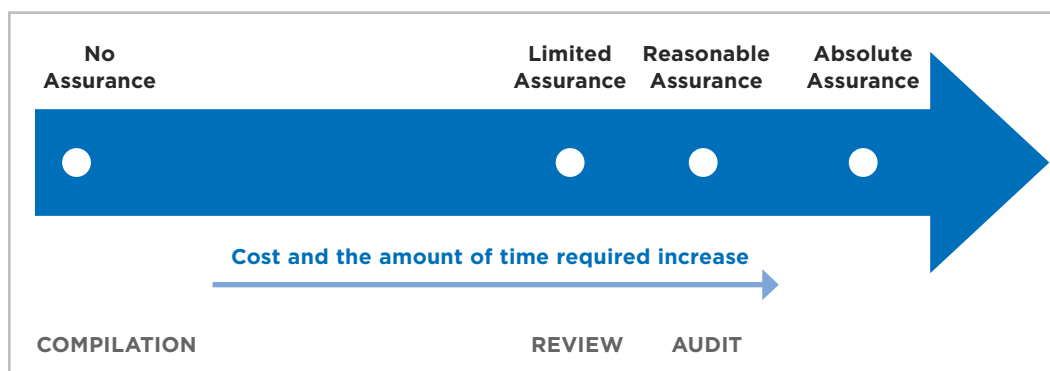 No
Assurance
Limited
Assurance
Reasonable
Assurance
Absolute
Assurance
Cost and the amount of time required increase
COMPILATION
REVIEW
AUDIT